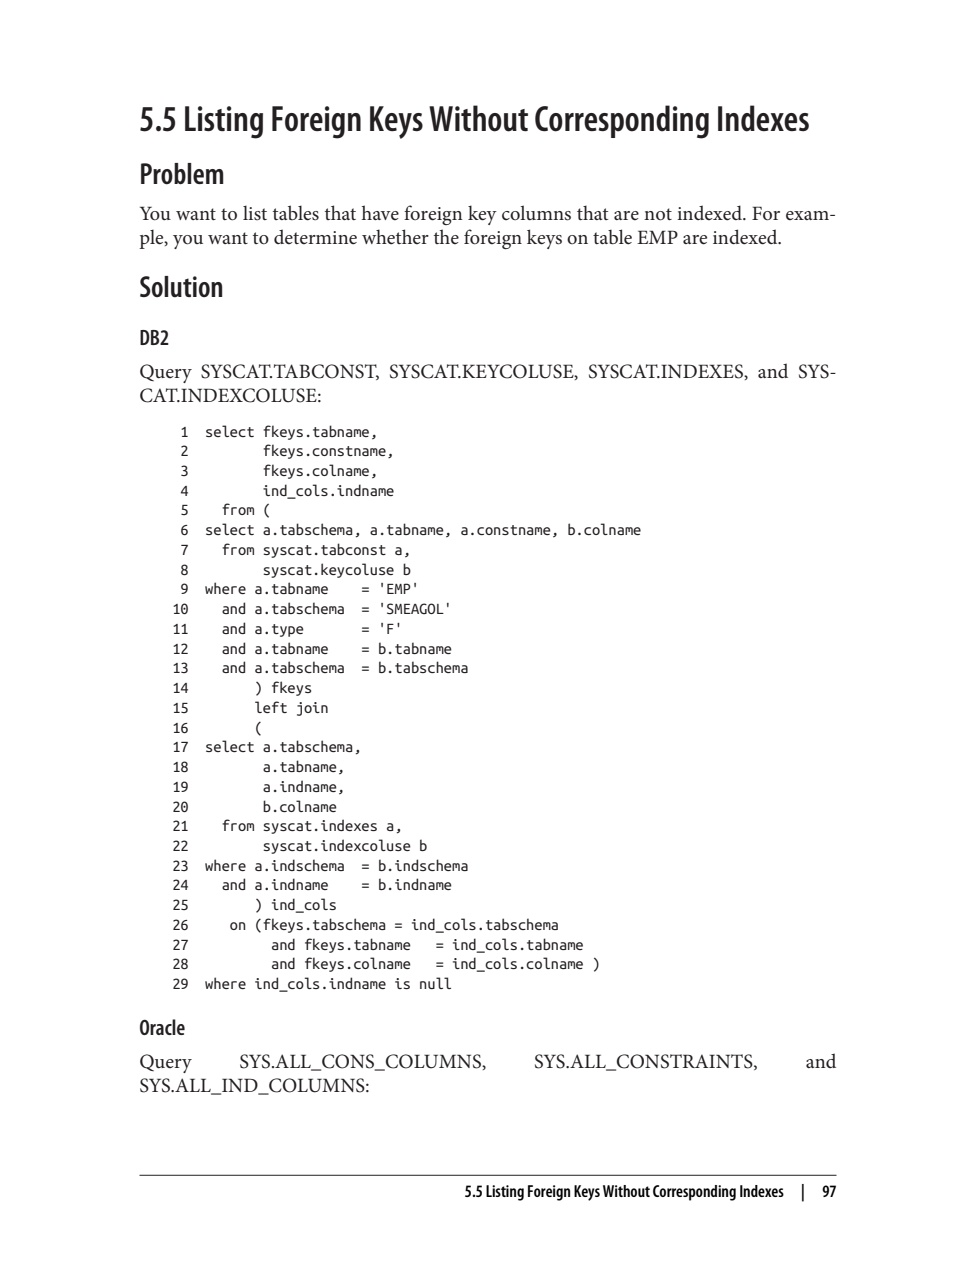 5.5 Listing Foreign Keys Without Corresponding Indexes
Problem
You want to list tables that have foreign key columns that are not indexed. For exam-
ple, you want to determine whether the foreign keys on table EMP are indexed.
Solution
DB2
Query SYSCAT.TABCONST, SYSCAT.KEYCOLUSE, SYSCAT.INDEXES, and SYS-
CAT.INDEXCOLUSE:
1  select fkeys.tabname,
2         fkeys.constname,
3         fkeys.colname,
4         ind_cols.indname
5    from (
6  select a.tabschema, a.tabname, a.constname, b.colname
7    from syscat.tabconst a,
8         syscat.keycoluse b
9  where a.tabname    = 'EMP'
10    and a.tabschema  = 'SMEAGOL'
11    and a.type       = 'F'
12    and a.tabname    = b.tabname
13    and a.tabschema  = b.tabschema
14        ) fkeys
15        left join
16        (
17  select a.tabschema,
18         a.tabname,
19         a.indname,
20         b.colname
21    from syscat.indexes a,
22         syscat.indexcoluse b
23  where a.indschema  = b.indschema
24    and a.indname    = b.indname
25        ) ind_cols
26     on (fkeys.tabschema = ind_cols.tabschema
27          and fkeys.tabname   = ind_cols.tabname
28          and fkeys.colname   = ind_cols.colname )
29  where ind_cols.indname is null
Oracle
Query SYS.ALL_CONS_COLUMNS, SYS.ALL_CONSTRAINTS, and
SYS.ALL_IND_COLUMNS:
5.5 Listing Foreign Keys Without Corresponding Indexes | 97